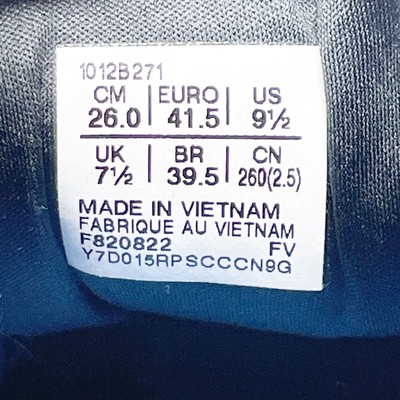 1012B271
CM | EURO | US
26.0 | 41.5 | 9½
UK | BR | CN
7½ | 39.5 | 260(2.5)
MADE IN VIETNAM
FABRIQUE AU VIETNAM
F820822 FV
Y7D015RPSCCCN9G